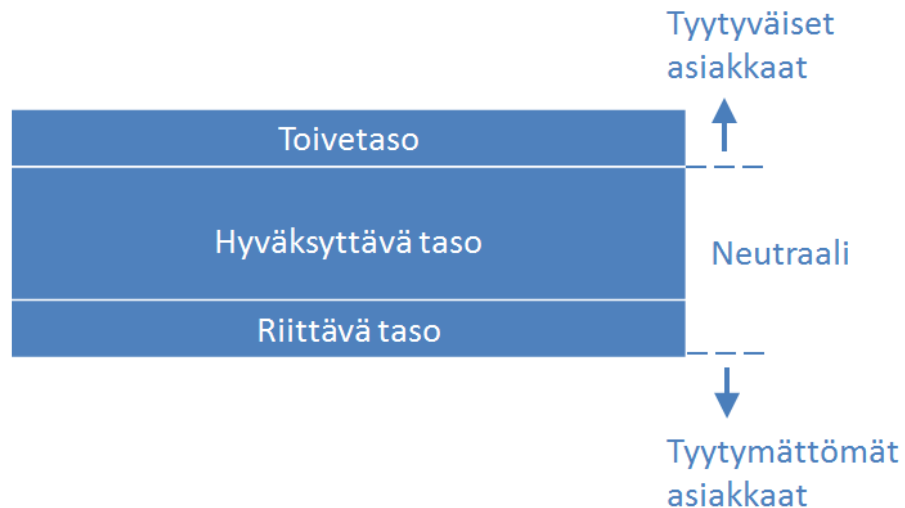 Tyytyväiset
asiakkaat
Toivetaso
Hyväksyttävä taso
Neutraali
Riittävä taso
Tyytymättömät
asiakkaat